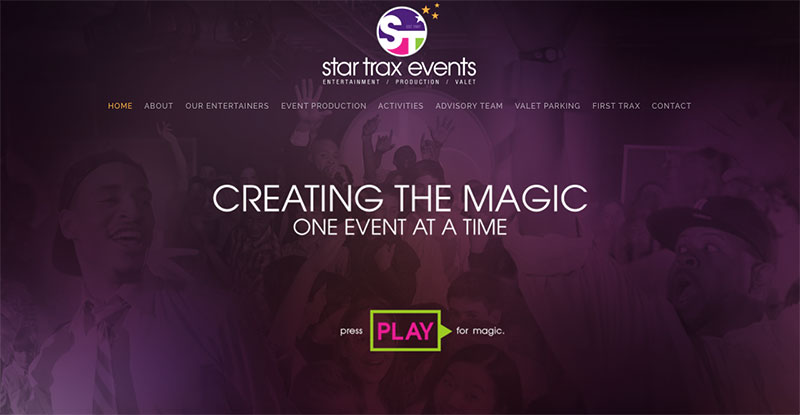 ST
star trax events
ENTERTAINMENT / PRODUCTION / VALET
HOME ABOUT OUR ENTERTAINERS EVENT PRODUCTION ACTIVITIES ADVISORY TEAM VALET PARKING FIRST TRAX CONTACT
CREATING THE MAGIC
ONE EVENT AT A TIME
press PLAY for magic.